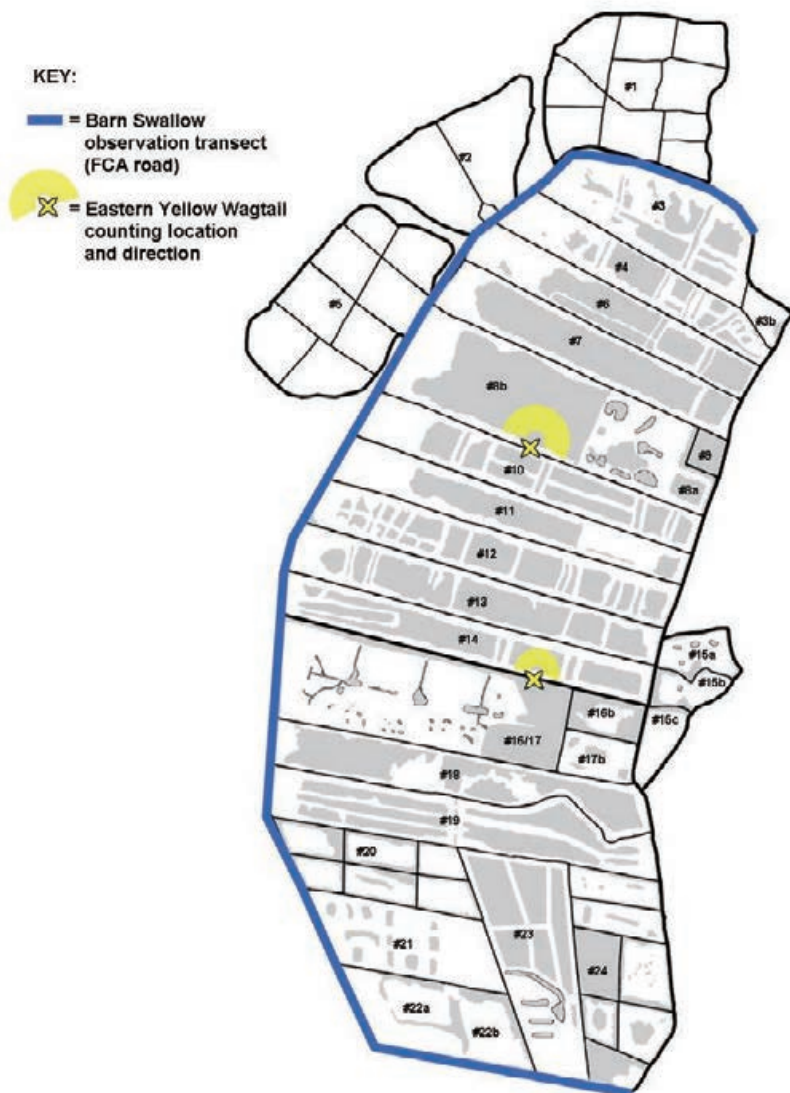 KEY:
= Barn Swallow
observation transect
(FCA road)
= Eastern Yellow Wagtail
counting location
and direction
#1
#2
#3
#4
#5
#6
#3b
#7
#8b
#8
#8a
#10
#11
#12
#13
#14
#15a
#15b
#15c
#16b
#16/17
#17b
#18
#19
#20
#21
#23
#24
#22a
#22b